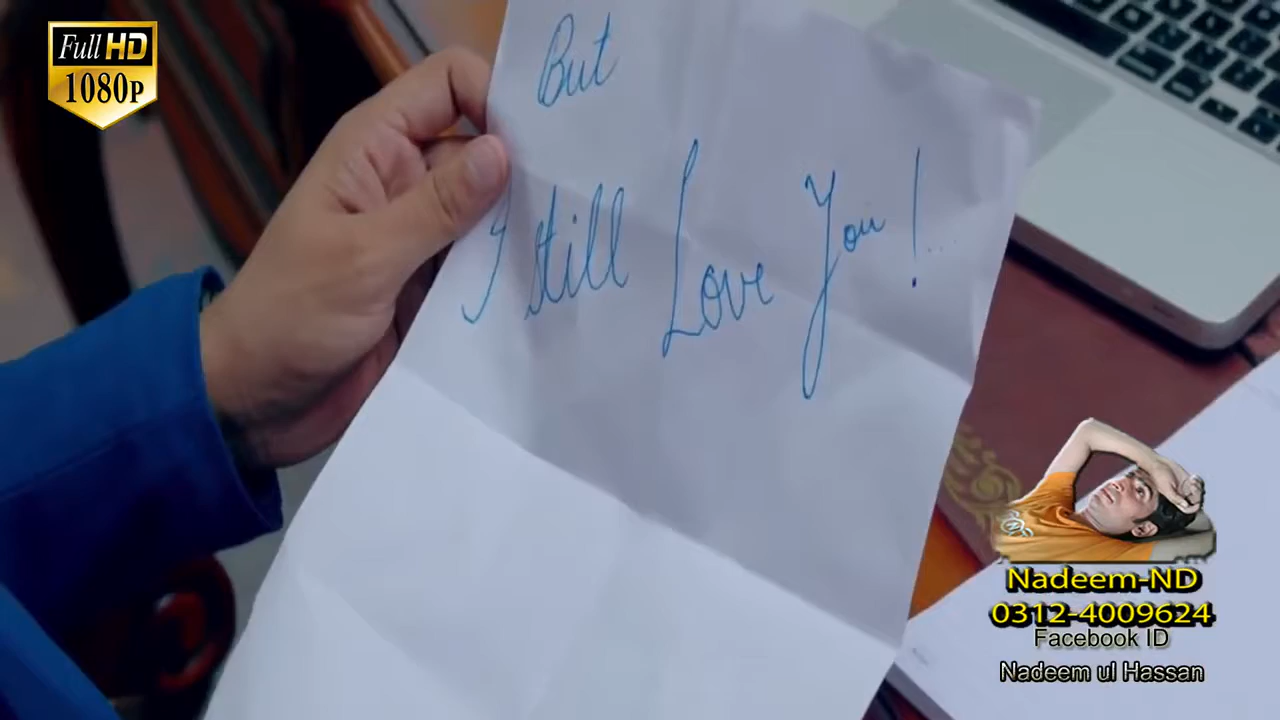 Full HD
1080P
But
I still Love You !...
Nadeem-ND
0312-4009624
Facebook ID
Nadeem ul Hassan